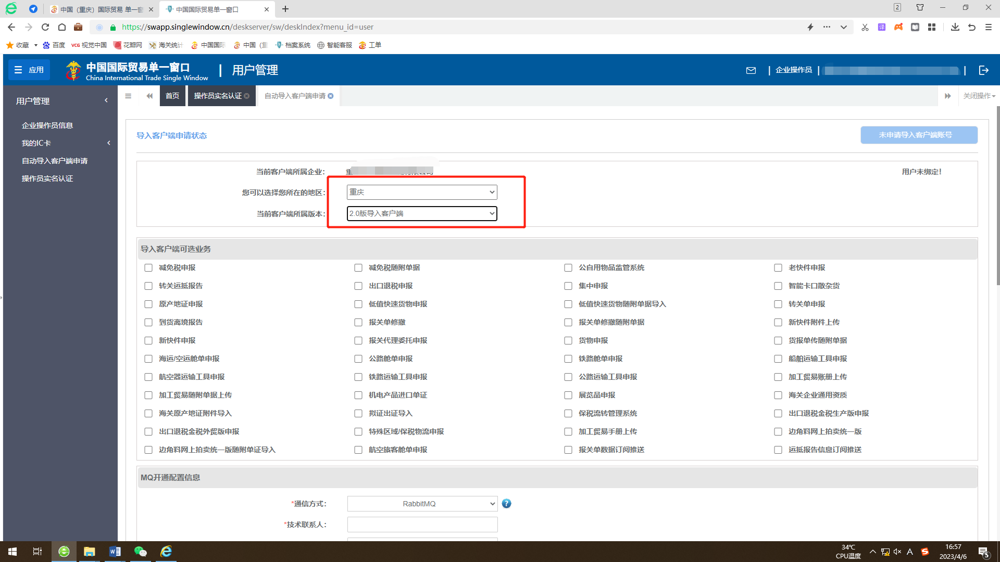 中国（重庆）国际贸易 单一窗
中国国际贸易单一窗口
2
https://swapp.singlewindow.cn/deskserver/sw/deskIndex?menu_id=user
译
收藏 百度 VCG 视觉中国 花瓣网 海关统计 中国国际 中国（重 档案系统 智能客服 工单
应用
中国国际贸易单一窗口
China International Trade Single Window
用户管理
企业操作员
用户管理
首页
操作员实名认证
自动导入客户端申请
关闭操作
企业操作员信息
我的IC卡
自动导入客户端申请
操作员实名认证
导入客户端申请状态
未申请导入客户端账号
当前客户端所属企业：
重
用户未绑定！
您可以选择您所在的地区：
重庆
当前客户端所属版本：
2.0版导入客户端
导入客户端可选业务
减免税申报 减免税随附单据 公自用物品监管系统 老快件申报
转关运抵报告 出口退税申报 集中申报 智能卡口散杂货
原产地证申报 低值快速货物申报 低值快速货物随附单据导入 转关单申报
到货离境报告 报关单修撤 报关单修撤随附单据 新快件附件上传
新快件申报 报关代理委托申报 货物申报 货报单传随附单据
海运/空运舱单申报 公路舱单申报 铁路舱单申报 船舶运输工具申报
航空器运输工具申报 铁路运输工具申报 公路运输工具申报 加工贸易账册上传
加工贸易随附单据上传 机电产品进口单证 展览品申报 海关企业通用资质
海关原产地证附件导入 拟证出证导入 保税流转管理系统 出口退税金税生产版申报
出口退税金税外贸版申报 特殊区域/保税物流申报 加工贸易手册上传 边角料网上拍卖统一版
边角料网上拍卖统一版随附单证导入 航空旅客舱单申报 报关单数据订阅推送 运抵报告信息订阅推送
MQ开通配置信息
*通信方式：
RabbitMQ
?
*技术联系人：
34℃
CPU温度
A
16:57
2023/4/6
5